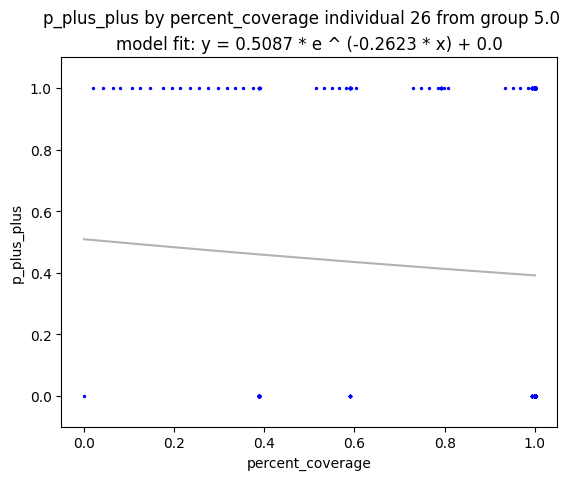 p_plus_plus by percent_coverage individual 26 from group 5.0
model fit: y = 0.5087 * e ^ (-0.2623 * x) + 0.0
1.0
0.8
0.6
0.4
0.2
0.0
p_plus_plus
0.0 0.2 0.4 0.6 0.8 1.0
percent_coverage